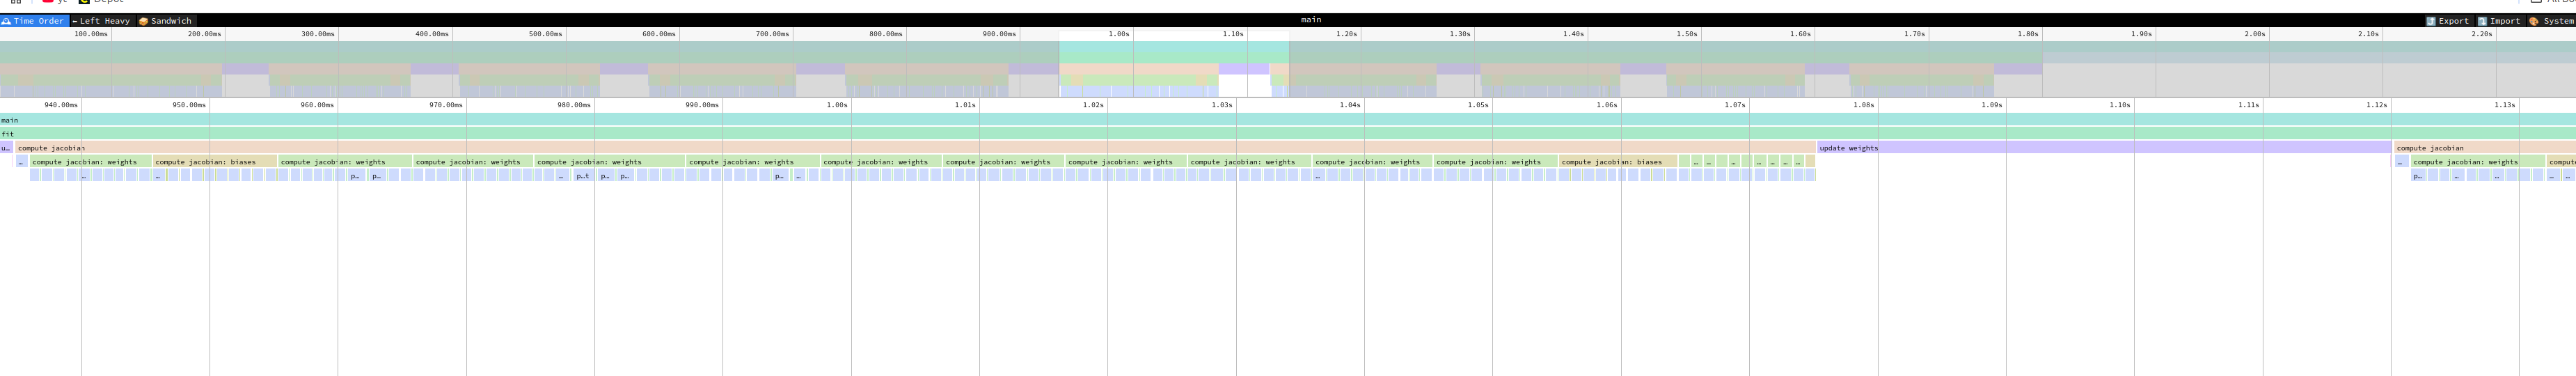 yt Depot
Time Order Left Heavy Sandwich main Export Import System
100.00ms 200.00ms 300.00ms 400.00ms 500.00ms 600.00ms 700.00ms 800.00ms 900.00ms 1.00s 1.10s 1.20s 1.30s 1.40s 1.50s 1.60s 1.70s 1.80s 1.90s 2.00s 2.10s 2.20s
940.00ms 950.00ms 960.00ms 970.00ms 980.00ms 990.00ms 1.00s 1.01s 1.02s 1.03s 1.04s 1.05s 1.06s 1.07s 1.08s 1.09s 1.10s 1.11s 1.12s 1.13s
main
fit
u… compute jacobian update weights compute jacobian
… compute jacobian: weights compute jacobian: biases compute jacobian: weights compute jacobian: weights compute jacobian: weights compute jacobian: weights compute jacobian: weights compute jacobian: weights compute jacobian: weights compute jacobian: weights compute jacobian: weights compute jacobian: weights compute jacobian: biases … … … … … … … … compute jacobian: weights compute
… … p… p… … p…t p… p… p… … … p… … … … …